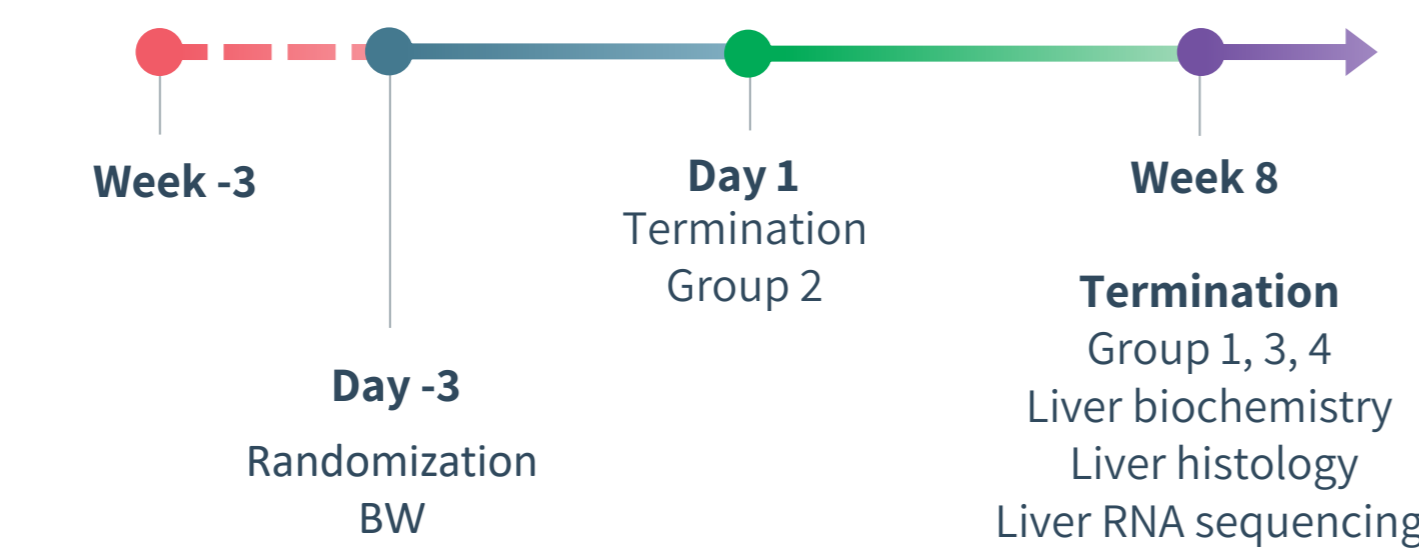 Week -3
Day -3
Randomization
BW
Day 1
Termination
Group 2
Week 8
Termination
Group 1, 3, 4
Liver biochemistry
Liver histology
Liver RNA sequencing